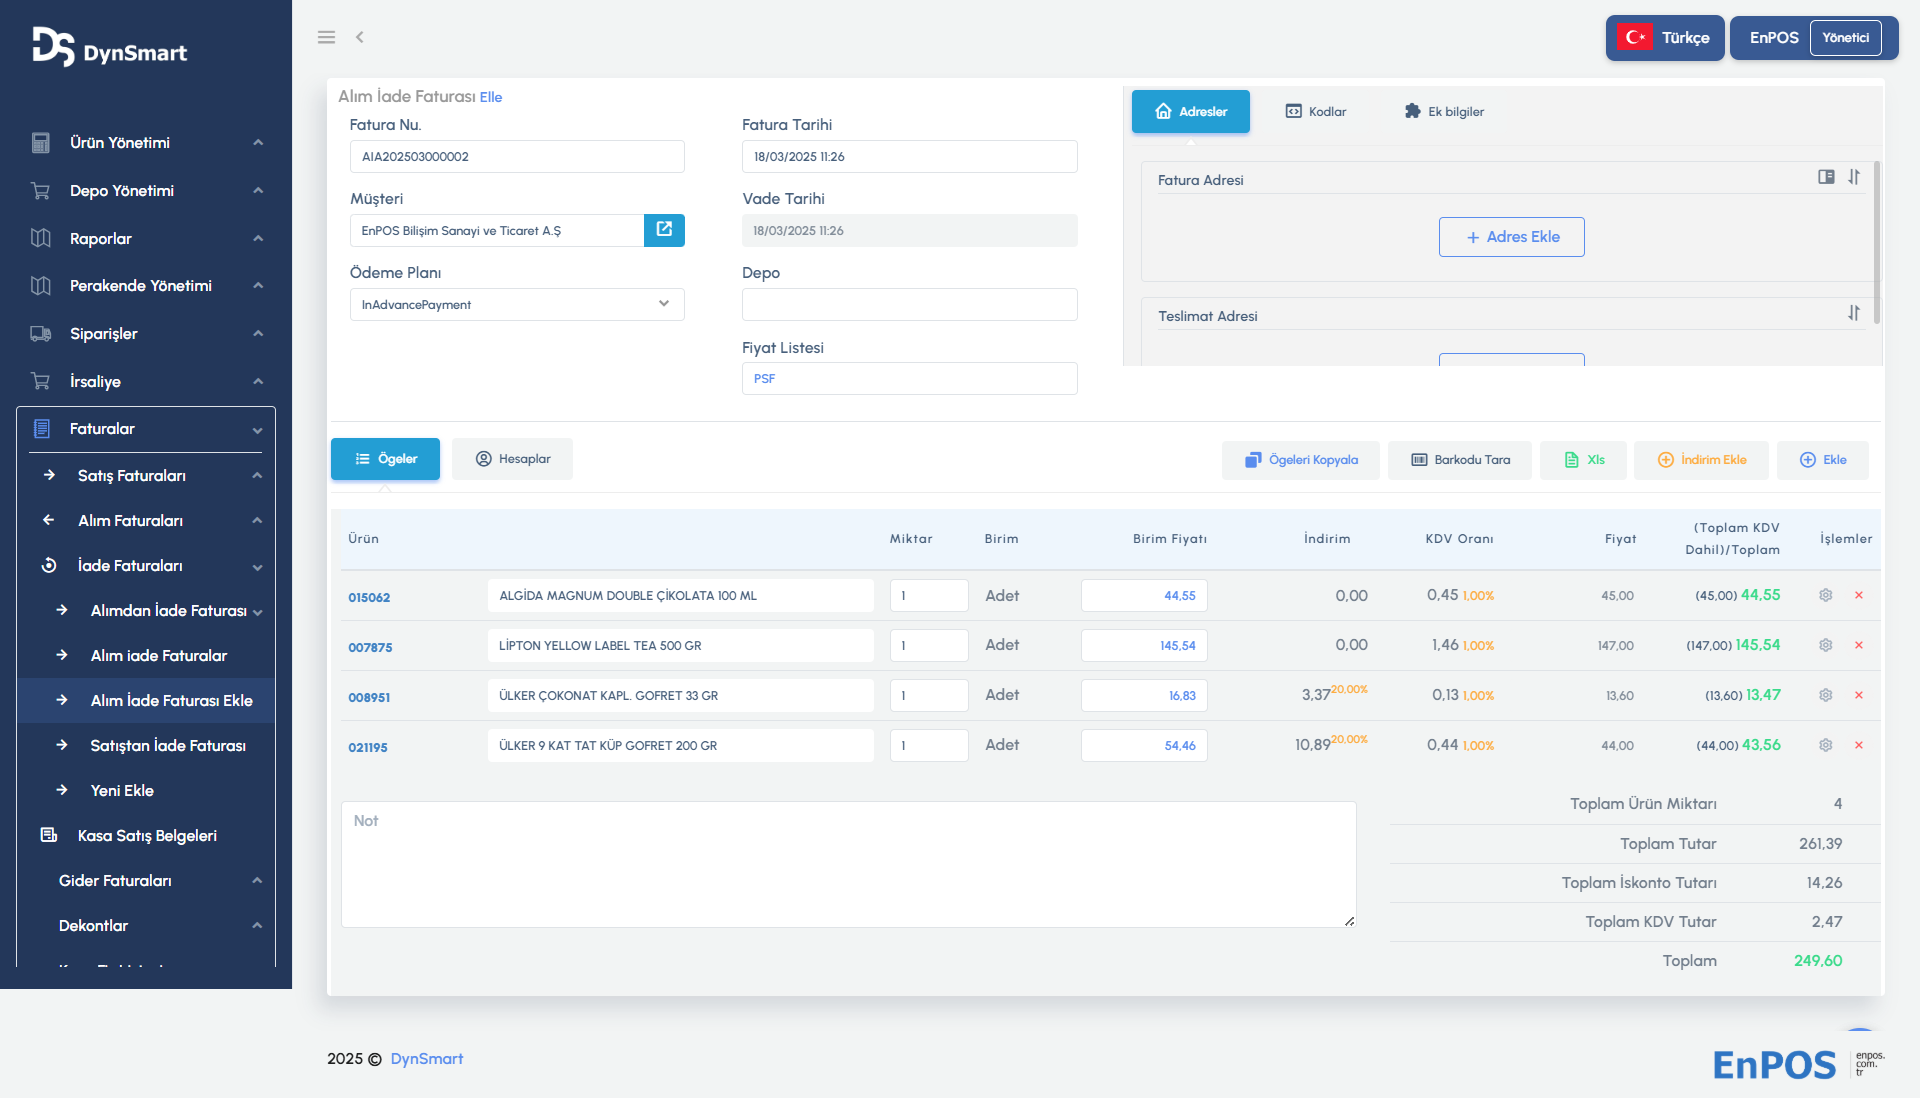 DS DynSmart
Ürün Yönetimi
Depo Yönetimi
Raporlar
Perakende Yönetimi
Siparişler
İrsaliye
Faturalar
Satış Faturaları
Alım Faturaları
İade Faturaları
Alımdan İade Faturası
Alım iade Faturalar
Alım İade Faturası Ekle
Satıştan İade Faturası
Yeni Ekle
Kasa Satış Belgeleri
Gider Faturaları
Dekontlar
Türkçe
EnPOS Yönetici
Alım İade Faturası Elle
Fatura Nu.
AIA202503000002
Fatura Tarihi
18/03/2025 11:26
Müşteri
EnPOS Bilişim Sanayi ve Ticaret A.Ş
Vade Tarihi
18/03/2025 11:26
Ödeme Planı
InAdvancePayment
Depo
Fiyat Listesi
PSF
Adresler Kodlar Ek bilgiler
Fatura Adresi
+ Adres Ekle
Teslimat Adresi
Ögeler Hesaplar Ögeleri Kopyala Barkodu Tara Xls İndirim Ekle Ekle
Ürün Miktar Birim Birim Fiyatı İndirim KDV Oranı Fiyat (Toplam KDV Dahil)/Toplam İşlemler
015062 ALGİDA MAGNUM DOUBLE ÇİKOLATA 100 ML 1 Adet 44,55 0,00 0,45 1,00% 45,00 (45,00) 44,55
007875 LİPTON YELLOW LABEL TEA 500 GR 1 Adet 145,54 0,00 1,46 1,00% 147,00 (147,00) 145,54
008951 ÜLKER ÇOKONAT KAPL. GOFRET 33 GR 1 Adet 16,83 3,37 20,00% 0,13 1,00% 13,60 (13,60) 13,47
021195 ÜLKER 9 KAT TAT KÜP GOFRET 200 GR 1 Adet 54,46 10,89 20,00% 0,44 1,00% 44,00 (44,00) 43,56
Not
Toplam Ürün Miktarı 4
Toplam Tutar 261,39
Toplam İskonto Tutarı 14,26
Toplam KDV Tutar 2,47
Toplam 249,60
2025 © DynSmart
EnPOS
enpos.
com.
tr